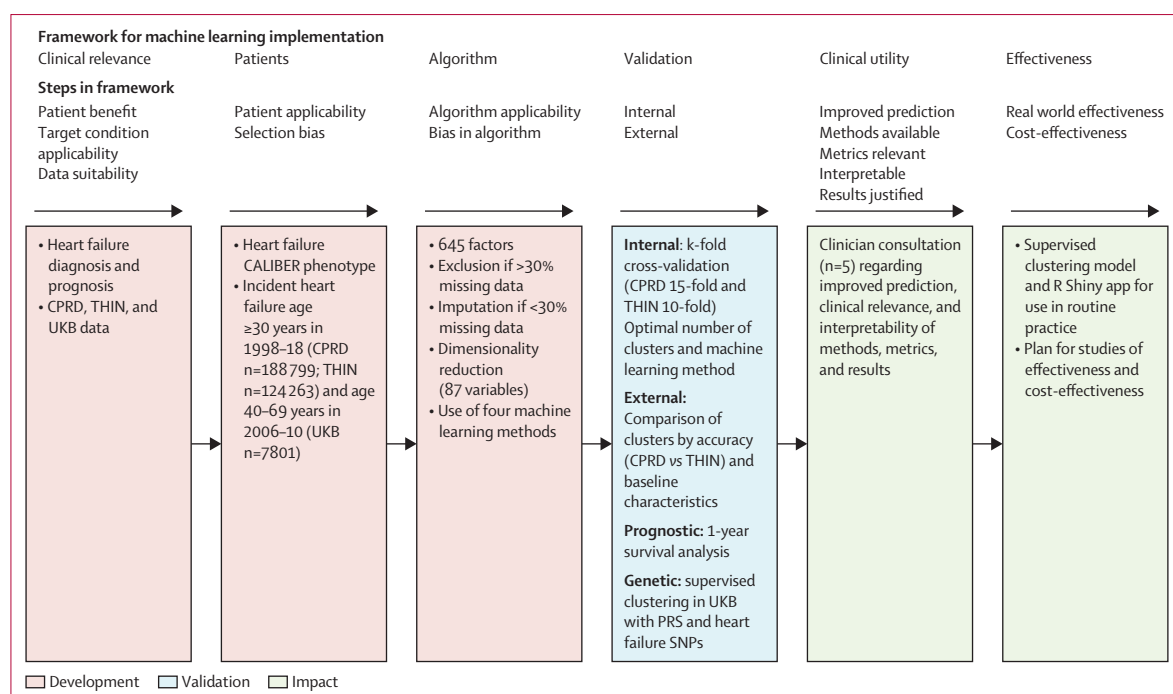 Framework for machine learning implementation
Clinical relevance
Patients
Algorithm
Validation
Clinical utility
Effectiveness
Steps in framework
Patient benefit
Target condition
applicability
Data suitability
Patient applicability
Selection bias
Algorithm applicability
Bias in algorithm
Internal
External
Improved prediction
Methods available
Metrics relevant
Interpretable
Results justified
Real world effectiveness
Cost-effectiveness
• Heart failure
diagnosis and
prognosis
• CPRD, THIN, and
UKB data
• Heart failure
CALIBER phenotype
• Incident heart
failure age
≥30 years in
1998–18 (CPRD
n=188 799; THIN
n=124 263) and age
40–69 years in
2006–10 (UKB
n=7801)
• 645 factors
• Exclusion if >30%
missing data
• Imputation if <30%
missing data
• Dimensionality
reduction
(87 variables)
• Use of four machine
learning methods
Internal: k-fold
cross-validation
(CPRD 15-fold and
THIN 10-fold)
Optimal number of
clusters and machine
learning method
External:
Comparison of
clusters by accuracy
(CPRD vs THIN) and
baseline
characteristics
Prognostic: 1-year
survival analysis
Genetic: supervised
clustering in UKB
with PRS and heart
failure SNPs
Clinician consultation
(n=5) regarding
improved prediction,
clinical relevance, and
interpretability of
methods, metrics,
and results
• Supervised
clustering model
and R Shiny app for
use in routine
practice
• Plan for studies of
effectiveness and
cost-effectiveness
Development
Validation
Impact